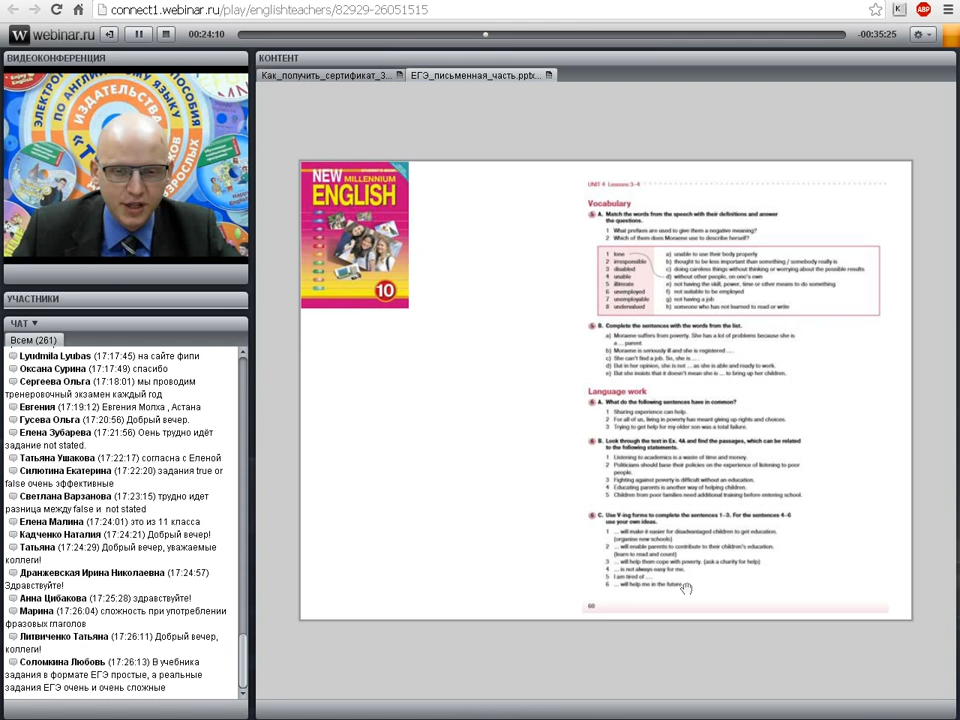 connect1.webinar.ru/play/englishteachers/82929-26051515
webinar.ru
00:24:10
-00:35:25
ВИДЕОКОНФЕРЕНЦИЯ
ЭЛЕКТРОН
ПО АНГЛИЙСКОМУ ЯЗЫКУ
ИЗДАТЕЛЬСТВА
УЧАСТНИКИ
ЧАТ
Всем (261)
Lyudmila Lyubas (17:17:45) на сайте фипи
Оксана Сурина (17:17:49) спасибо
Сергеева Ольга (17:18:01) мы проводим
тренеровочный экзамен каждый год
Евгения (17:19:12) Евгения Молха , Астана
Гусева Ольга (17:20:56) Добрый вечер.
Елена Зубарева (17:21:56) Оень трудно идёт
задание not stated.
Татьяна Ушакова (17:22:17) согласна с Еленой
Силютина Екатерина (17:22:20) задания true or
false очень эффективные
Светлана Варзанова (17:23:15) трудно идет
разница между false и not stated
Елена Малина (17:24:01) это из 11 класса
Кадченко Наталия (17:24:21) Добрый вечер!
Татьяна (17:24:29) Добрый вечер, уважаемые
коллеги!
Дранжевская Ирина Николаевна (17:24:57)
Здравствуйте!
Анна Цибакова (17:25:28) здравствуйте!
Марина (17:26:04) сложность при употреблении
фразовых глаголов
Литвиченко Татьяна (17:26:11) Добрый вечер,
коллеги!
Соломкина Любовь (17:26:13) В учебника
задания в формате ЕГЭ простые, а реальные
задания ЕГЭ очень и очень сложные
КОНТЕНТ
Как_получить_сертификат_3...
ЕГЭ_письменная_часть.pptx...
NEW MILLENNIUM
ENGLISH
10
UNIT 4 Lessons 3–4
Vocabulary
5 A. Match the words from the speech with their definitions and answer
the questions.
1 What prefixes are used to give them a negative meaning?
2 Which of them does Moraene use to describe herself?
1 lone a) unable to use their body properly
2 irresponsible b) thought to be less important than something / somebody really is
3 disabled c) doing careless things without thinking or worrying about the possible results
4 unable d) without other people, on one's own
5 illiterate e) not having the skill, power, time or other means to do something
6 unemployed f) not suitable to be employed
7 unemployable g) not having a job
8 undervalued h) someone who has not learned to read or write
5 B. Complete the sentences with the words from the list.
a) Moraene suffers from poverty. She has a lot of problems because she is
a ... parent.
b) Moraene is seriously ill and she is registered ... .
c) She can't find a job. So, she is ... .
d) But in her opinion, she is not ... as she is able and ready to work.
e) But she insists that it doesn't mean she is ... to bring up her children.
Language work
6 A. What do the following sentences have in common?
1 Sharing experience can help.
2 For all of us, living in poverty has meant giving up rights and choices.
3 Trying to get help for my older son was a total failure.
6 B. Look through the text in Ex. 4A and find the passages, which can be related
to the following statements.
1 Listening to academics is a waste of time and money.
2 Politicians should base their policies on the experience of listening to poor
people.
3 Fighting against poverty is difficult without an education.
4 Educating parents is another way of helping children.
5 Children from poor families need additional training before entering school.
6 C. Use V-ing forms to complete the sentences 1–3. For the sentences 4–6
use your own ideas.
1 ... will make it easier for disadvantaged children to get education.
(organise new schools)
2 ... will enable parents to contribute to their children's education.
(learn to read and count)
3 ... will help them cope with poverty. (ask a charity for help)
4 ... is not always easy for me.
5 I am tired of ... .
6 ... will help me in the future.
60